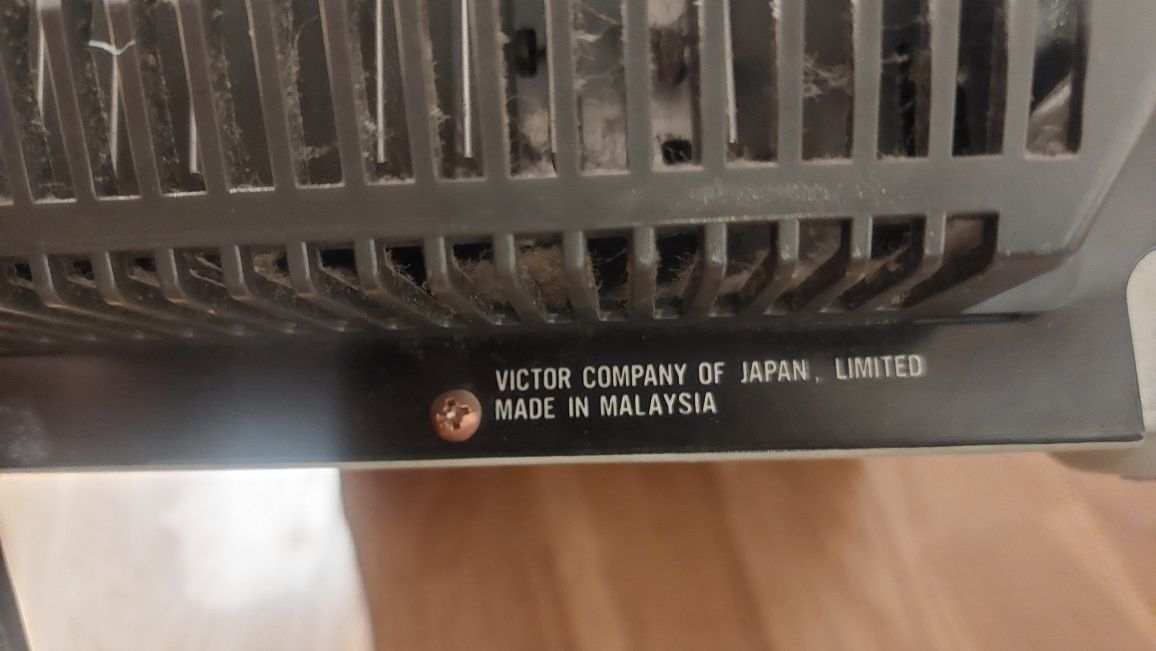 VICTOR COMPANY OF JAPAN, LIMITED
MADE IN MALAYSIA